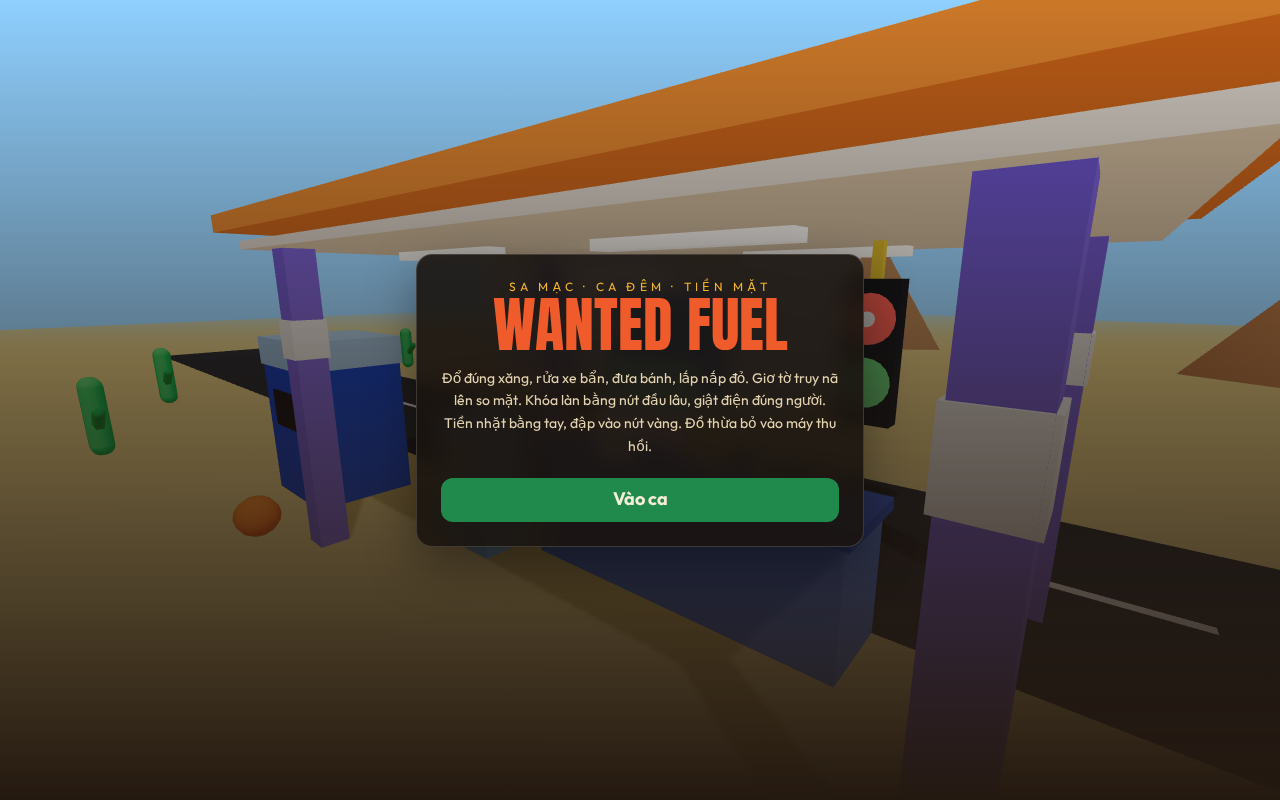 SA MẠC · CA ĐÊM · TIỀN MẶT
WANTED FUEL
Đổ đúng xăng, rửa xe bẩn, đưa bánh, lắp nắp đỏ. Giơ tờ truy nã
lên so mặt. Khóa làn bằng nút đầu lâu, giật điện đúng người.
Tiền nhặt bằng tay, đập vào nút vàng. Đồ thừa bỏ vào máy thu
hồi.
Vào ca